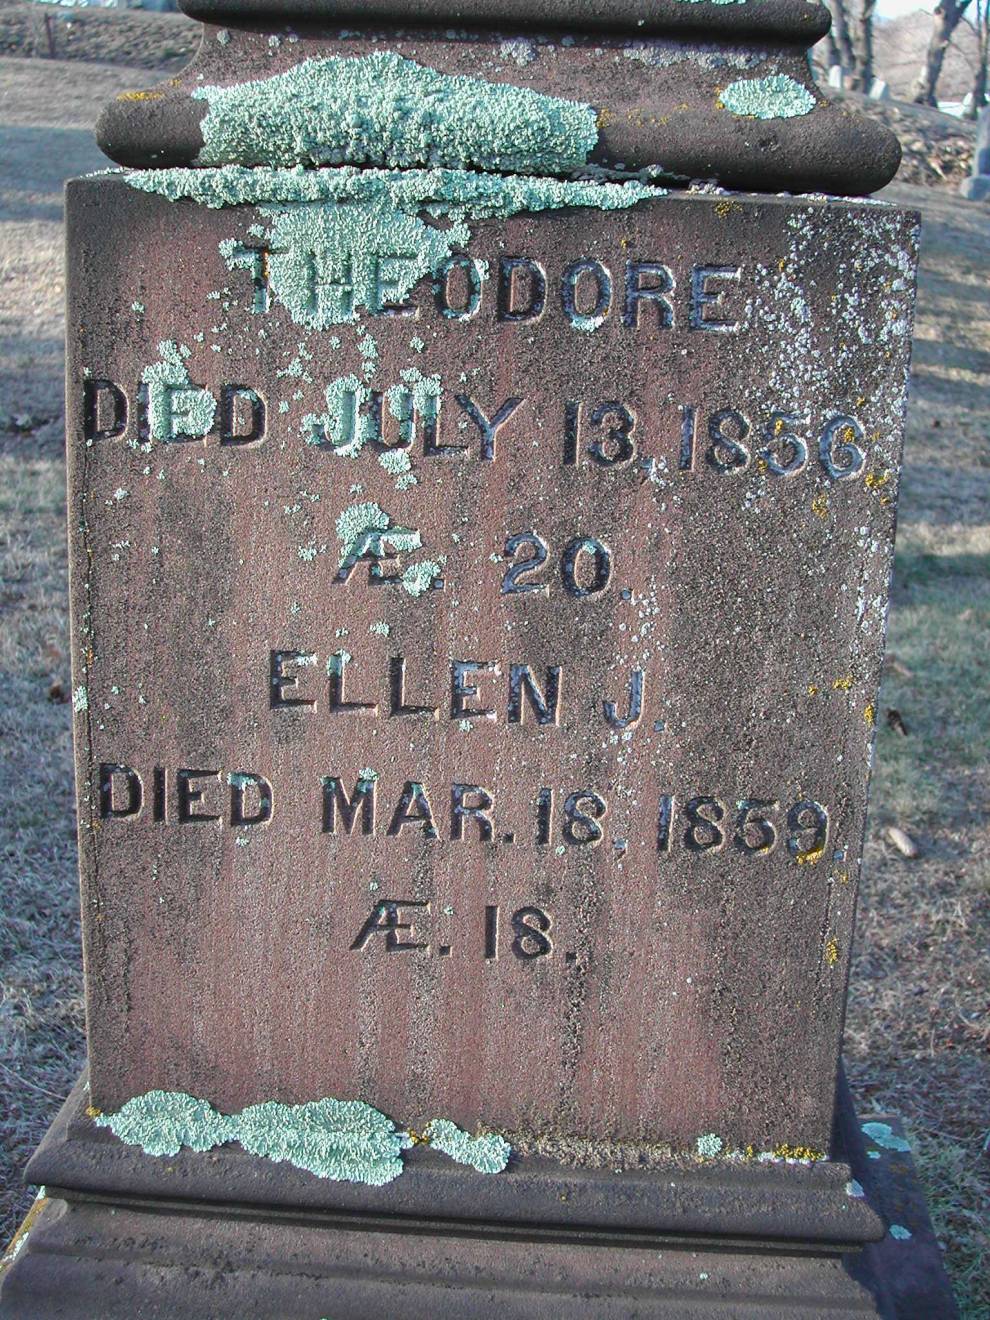 THEODORE
DIED JULY 13, 1856
Æ. 20.
ELLEN J.
DIED MAR. 18, 1859.
Æ. 18.